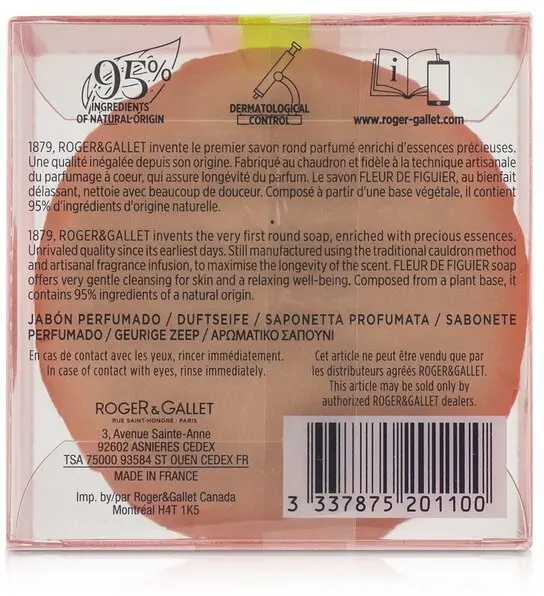 95%
INGREDIENTS
OF NATURAL ORIGIN
DERMATOLOGICAL
CONTROL
i
www.roger-gallet.com
1879, ROGER&GALLET invente le premier savon rond parfumé enrichi d'essences précieuses.
Une qualité inégalée depuis son origine. Fabriqué au chaudron et fidèle à la technique artisanale
du parfumage à coeur, qui assure longévité du parfum. Le savon FLEUR DE FIGUIER, au bienfait
délassant, nettoie avec beaucoup de douceur. Composé à partir d'une base végétale, il contient
95% d'ingrédients d'origine naturelle.
1879, ROGER&GALLET invents the very first round soap, enriched with precious essences.
Unrivaled quality since its earliest days. Still manufactured using the traditional cauldron method
and artisanal fragrance infusion, to maximise the longevity of the scent. FLEUR DE FIGUIER soap
offers very gentle cleansing for skin and a relaxing well-being. Composed from a plant base, it
contains 95% ingredients of a natural origin.
JABÓN PERFUMADO / DUFTSEIFE / SAPONETTA PROFUMATA / SABONETE
PERFUMADO / GEURIGE ZEEP / ΑΡΩΜΑΤΙΚΟ ΣΑΠΟΥΝΙ
En cas de contact avec les yeux, rincer immédiatement.
In case of contact with eyes, rinse immediately.
Cet article ne peut être vendu que par
les distributeurs agréés ROGER&GALLET.
This article may be sold only by
authorized ROGER&GALLET dealers.
ROGER&GALLET
RUE SAINT-HONORÉ · PARIS
3, Avenue Sainte-Anne
92602 ASNIERES CEDEX
TSA 75000 93584 ST OUEN CEDEX FR
MADE IN FRANCE
Imp. by/par Roger&Gallet Canada
Montréal H4T 1K5
3 337875 201100